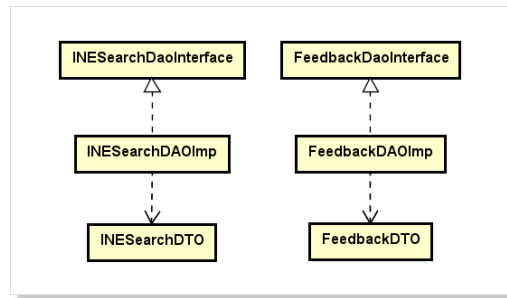 INESearchDaoInterface
FeedbackDaoInterface
INESearchDAOImp
FeedbackDAOImp
INESearchDTO
FeedbackDTO